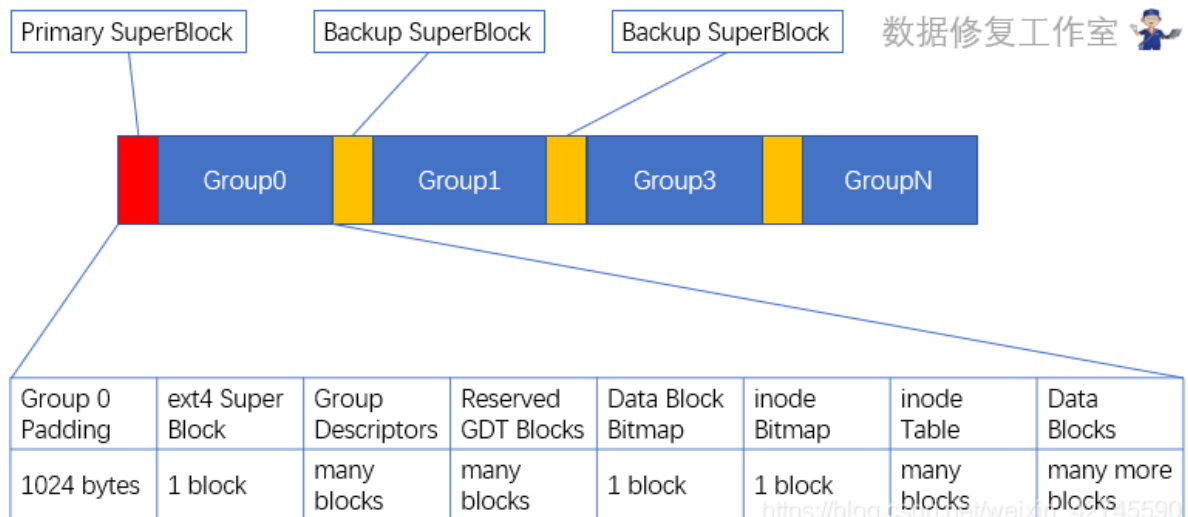 Primary SuperBlock
Backup SuperBlock
Backup SuperBlock
数据修复工作室
Group0
Group1
Group3
GroupN
Group 0
Padding
ext4 Super
Block
Group
Descriptors
Reserved
GDT Blocks
Data Block
Bitmap
inode
Bitmap
inode
Table
Data
Blocks
1024 bytes
1 block
many
blocks
many
blocks
1 block
1 block
many
blocks
many more
blocks